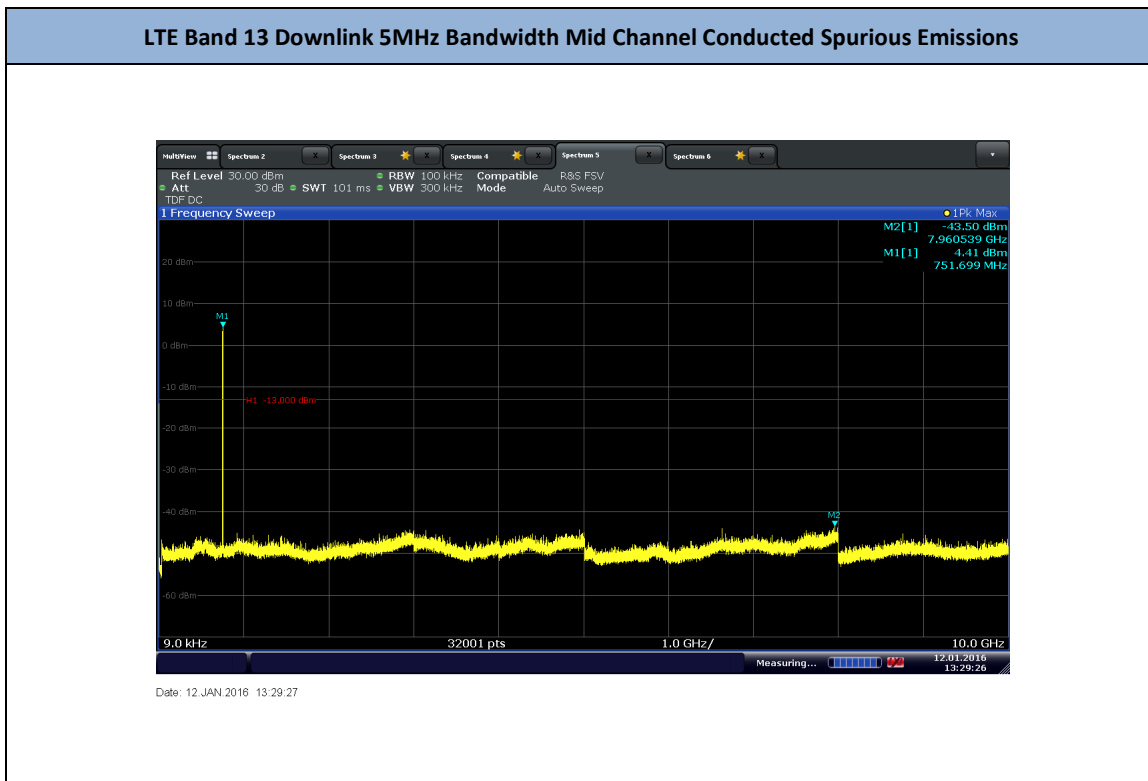 LTE Band 13 Downlink 5MHz Bandwidth Mid Channel Conducted Spurious Emissions
MultiView Spectrum 2 X Spectrum 3 X Spectrum 4 X Spectrum 5 X Spectrum 6 X
Ref Level 30.00 dBm RBW 100 kHz Compatible R&S FSV
Att 30 dB SWT 101 ms VBW 300 kHz Mode Auto Sweep
TDF DC
1 Frequency Sweep 1Pk Max
M2[1] -43.50 dBm
7.960539 GHz
M1[1] 4.41 dBm
751.699 MHz
20 dBm
10 dBm
M1
0 dBm
-10 dBm
H1 -13.000 dBm
-20 dBm
-30 dBm
-40 dBm
M2
-60 dBm
9.0 kHz 32001 pts 1.0 GHz/ 10.0 GHz
Measuring... 12.01.2016
13:29:26
Date: 12.JAN.2016 13:29:27